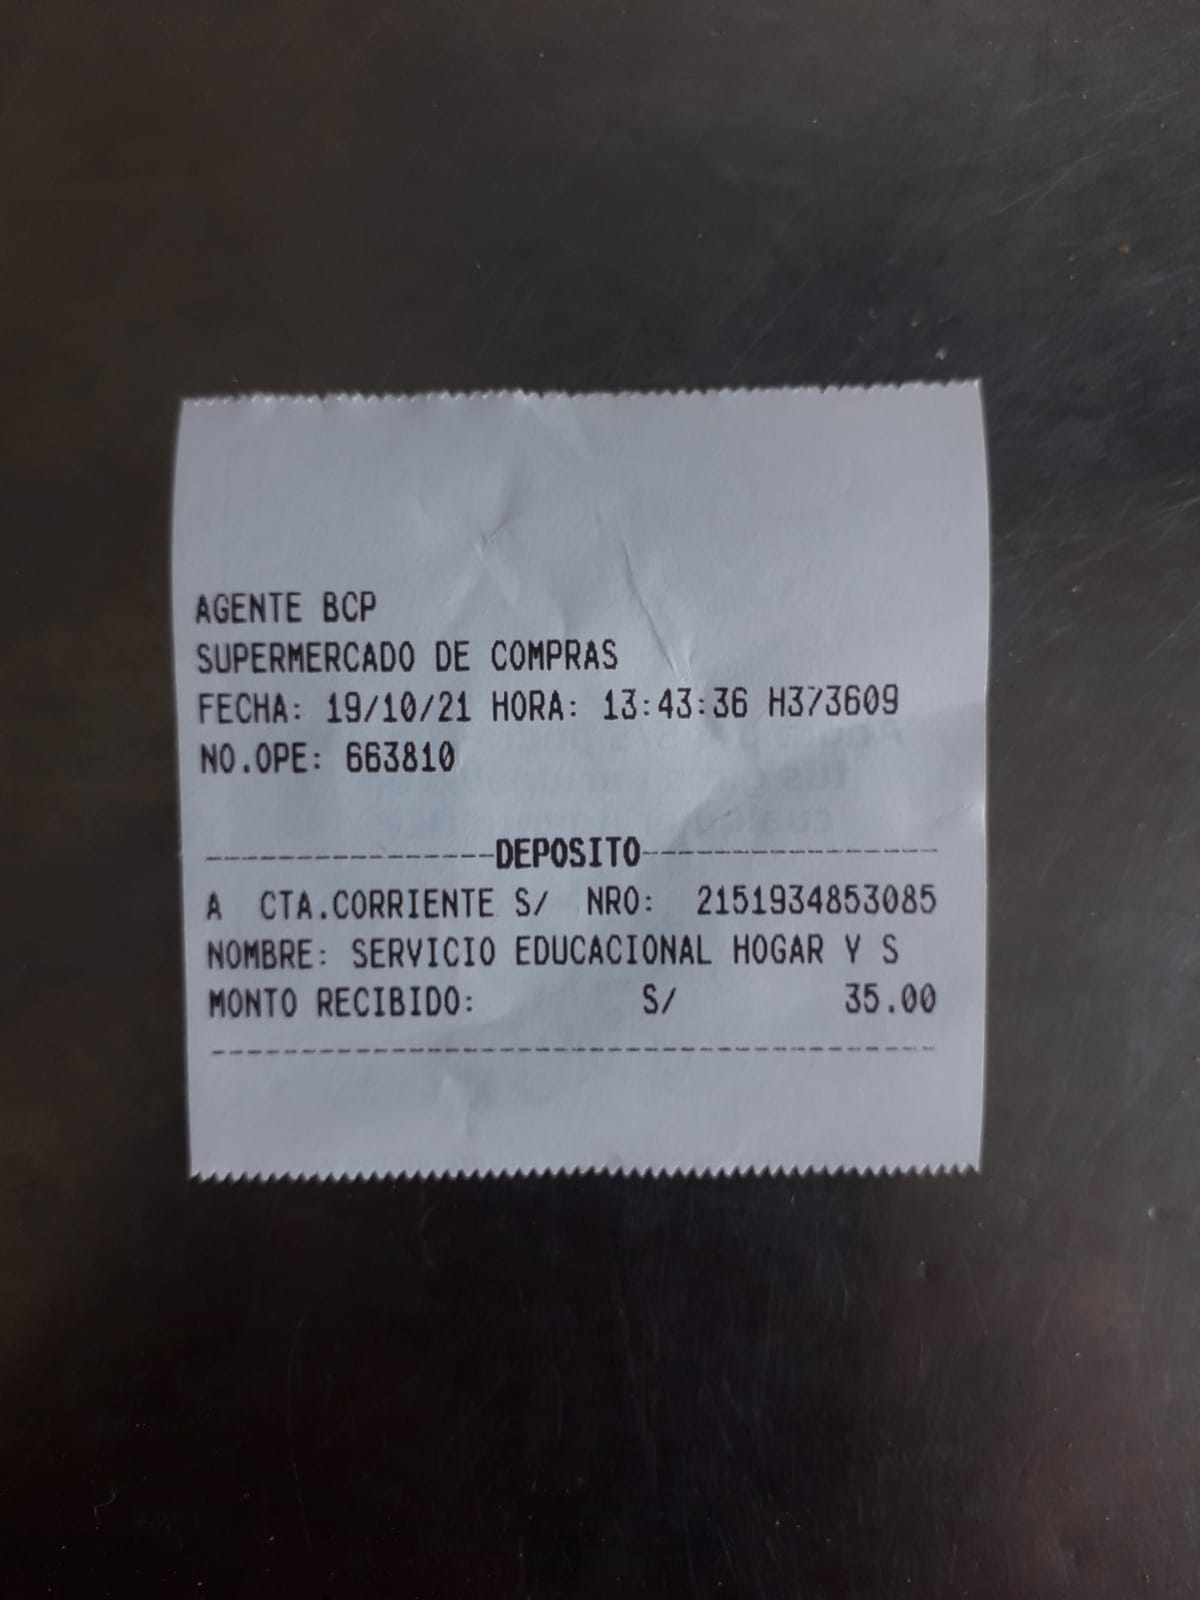 AGENTE BCP
SUPERMERCADO DE COMPRAS
FECHA: 19/10/21 HORA: 13:43:36 H373609
NO.OPE: 663810
----------------DEPOSITO----------------
A CTA.CORRIENTE S/ NRO: 2151934853085
NOMBRE: SERVICIO EDUCACIONAL HOGAR Y S
MONTO RECIBIDO: S/ 35.00
----------------------------------------